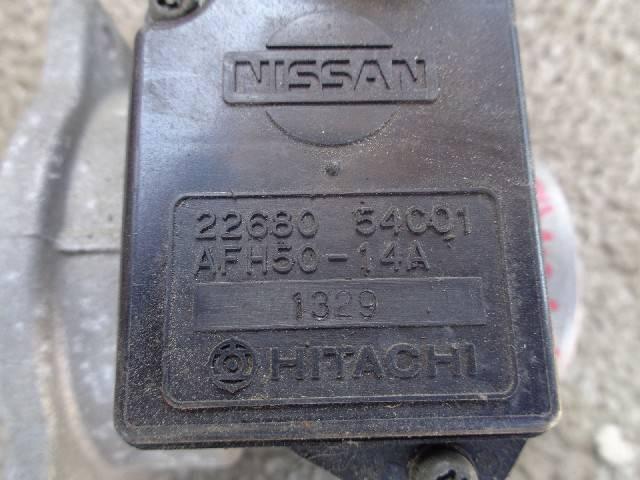 NISSAN
22680 54C01
AFH50-14A
1329
HITACHI